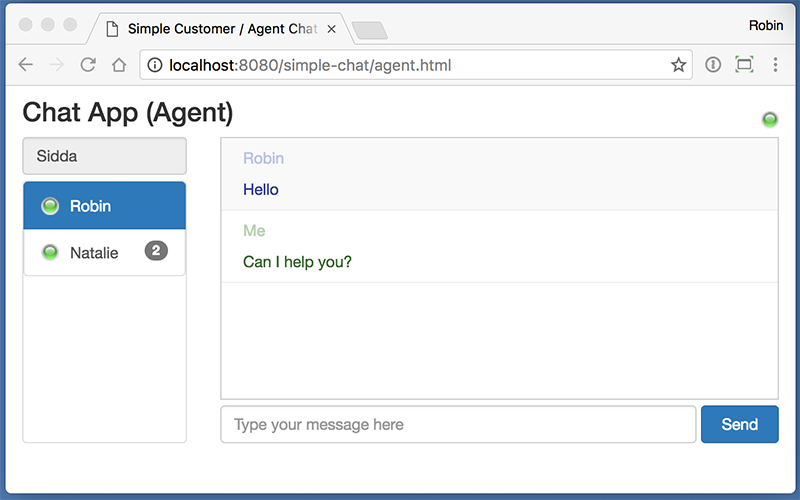 Simple Customer / Agent Chat
Robin
localhost:8080/simple-chat/agent.html
Chat App (Agent)
Sidda
Robin
Natalie 2
Robin
Hello
Me
Can I help you?
Type your message here
Send